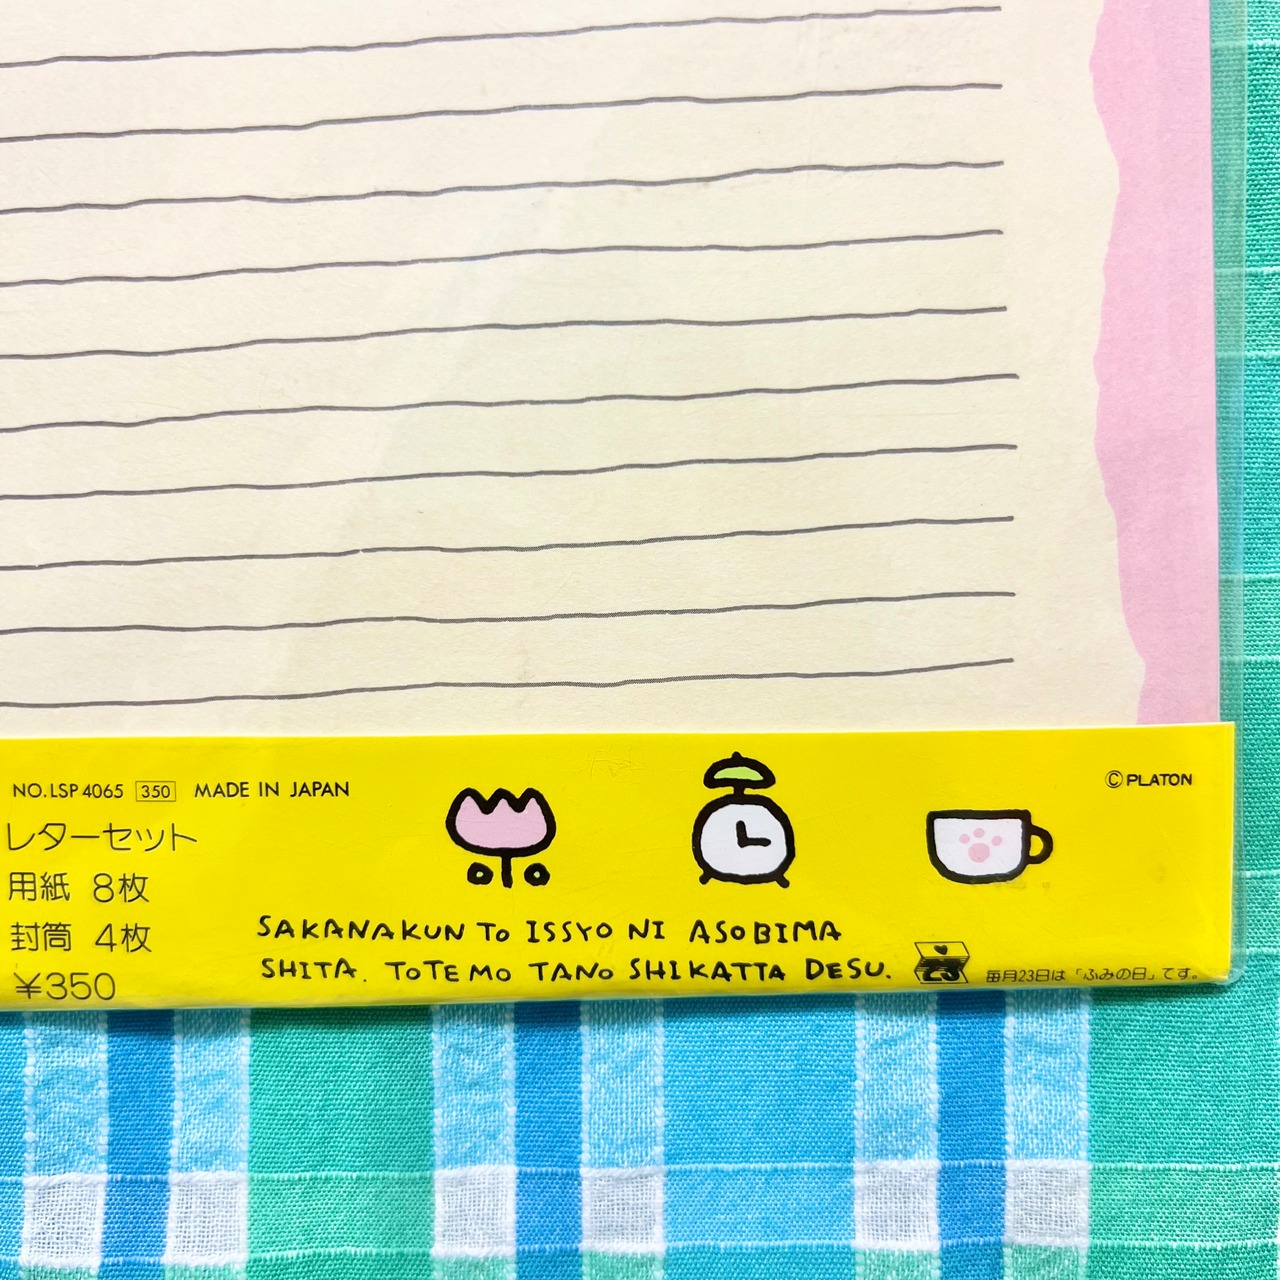 NO.LSP 4065 350 MADE IN JAPAN
©PLATON
レターセット
用紙 8枚
封筒 4枚
¥350
SAKANAKUN TO ISSYO NI ASOBIMA
SHITA. TOTEMO TANO SHIKATTA DESU.
23
毎月23日は「ふみの日」です。